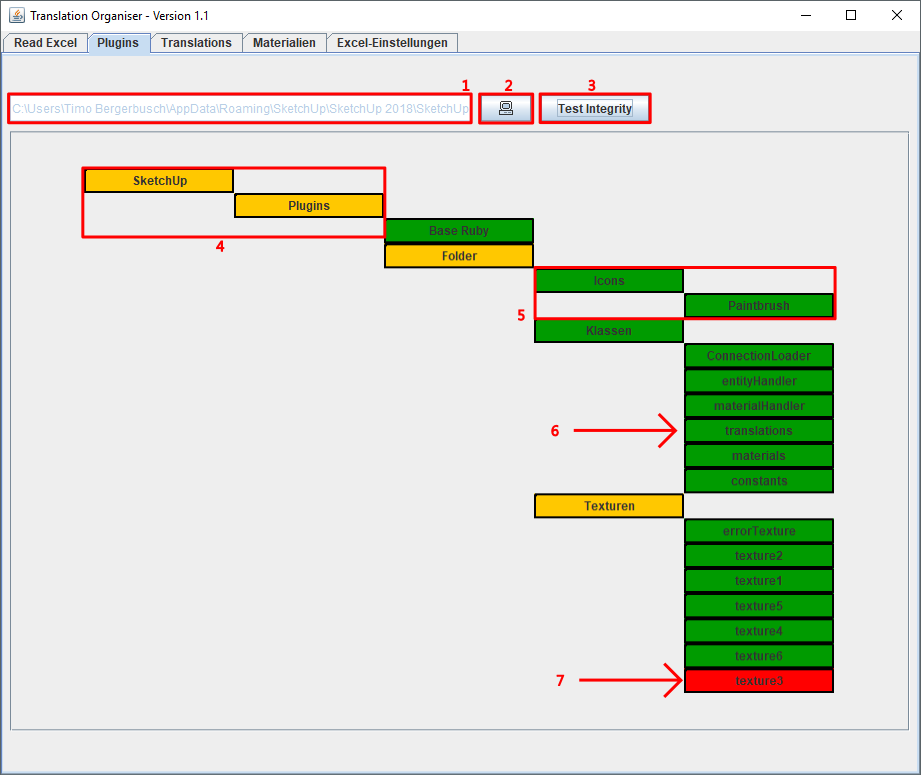 Translation Organiser - Version 1.1
Read Excel Plugins Translations Materialien Excel-Einstellungen
1 2 3
C:\Users\Timo Bergerbusch\AppData\Roaming\SketchUp\SketchUp 2018\SketchUp Test Integrity
SketchUp
Plugins
Base Ruby
4
Folder
Icons
Paintbrush
5
Klassen
ConnectionLoader
entityHandler
materialHandler
6 translations
materials
constants
Texturen
errorTexture
texture2
texture1
texture5
texture4
texture6
7 texture3